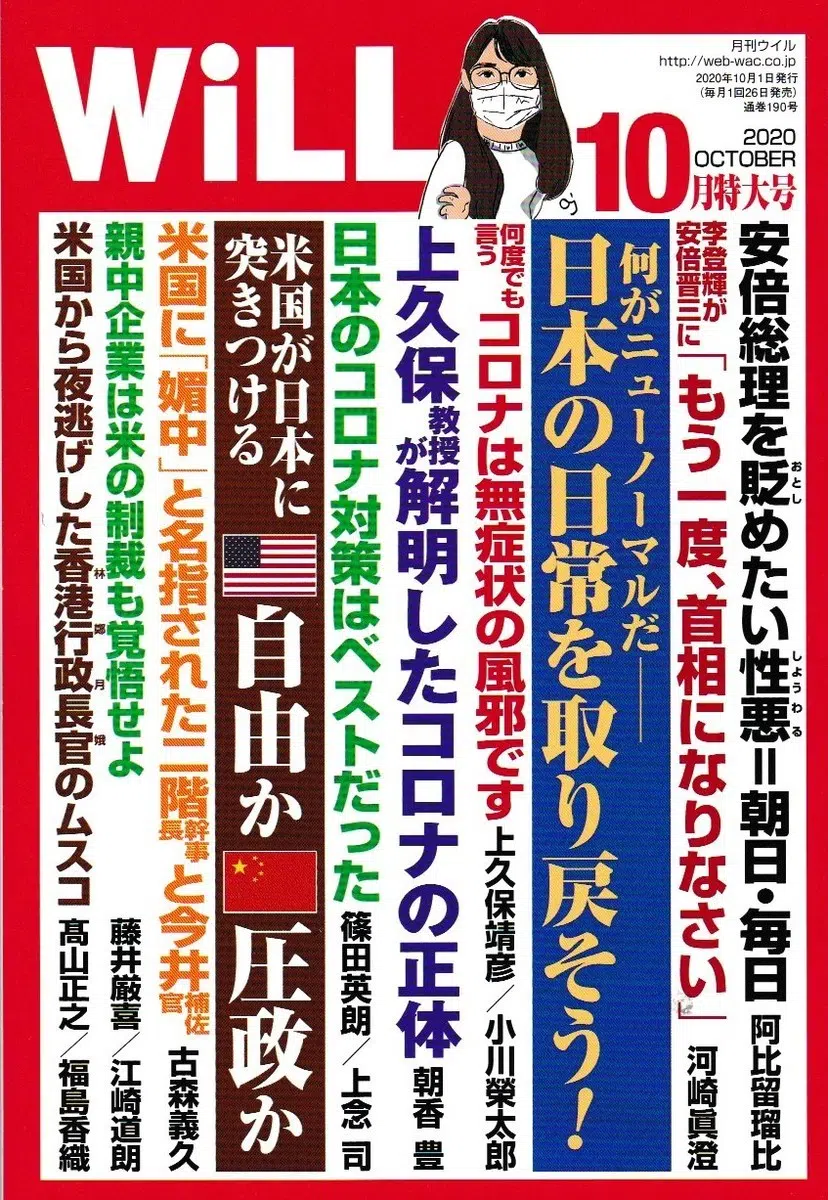 WiLL
月刊ウイル
http://web-wac.co.jp
2020年10月1日発行
(毎月1回26日発売)
通巻190号
2020
OCTOBER
10月特大号
安倍総理を貶めたい性悪=朝日・毎日 阿比留瑠比
おとし
しょうわる
李登輝が
安倍晋三に
「もう一度、首相になりなさい」 河崎眞澄
何がニューノーマルだ――
日本の日常を取り戻そう!
何度でも
言う
コロナは無症状の風邪です 上久保靖彦/小川榮太郎
上久保教授が解明したコロナの正体 朝香 豊
日本のコロナ対策はベストだった 篠田英朗/上念 司
米国が日本に
突きつける
自由か
圧政か
米国に「媚中」と名指された二階幹事長と今井補佐官 古森義久
親中企業は米の制裁も覚悟せよ 藤井厳喜/江崎道朗
米国から夜逃げした香港行政長官のムスコ 髙山正之/福島香織
林鄭月娥